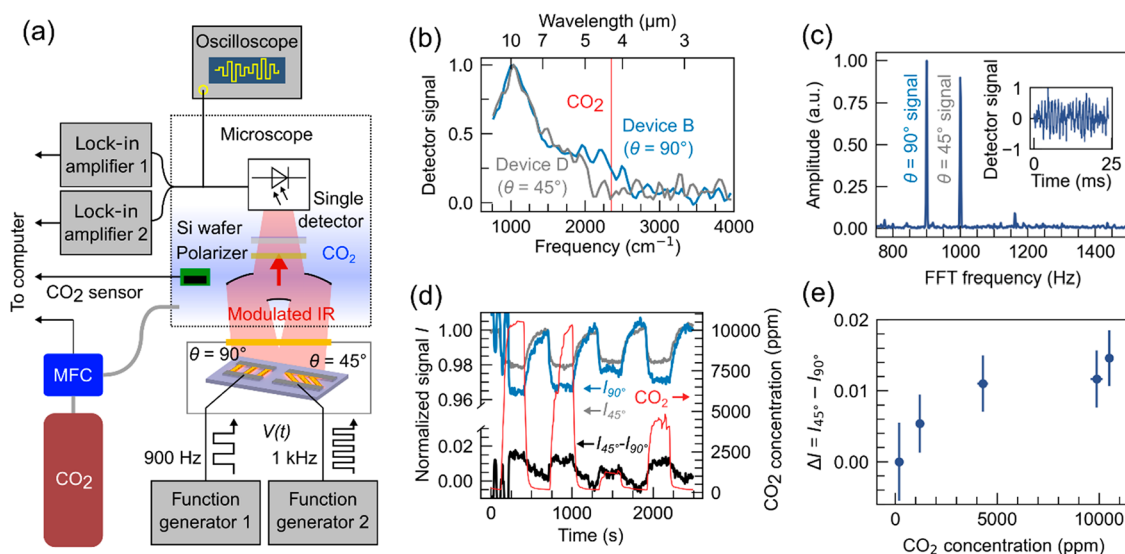 (a)
Oscilloscope
Microscope
Lock-in
amplifier 1
Lock-in
amplifier 2
Single
detector
Si wafer
Polarizer
CO₂
To computer
CO₂ sensor
Modulated IR
MFC
θ = 90°
θ = 45°
V(t)
900 Hz
1 kHz
CO₂
Function
generator 1
Function
generator 2
(b)
Wavelength (μm)
10 7 5 4 3
Detector signal
1.0
0.5
0.0
CO₂
Device B
(θ = 90°)
Device D
(θ = 45°)
1000 2000 3000 4000
Frequency (cm⁻¹)
(c)
Amplitude (a.u.)
1.00
0.75
0.50
0.25
0.00
θ = 90° signal
θ = 45° signal
Detector signal
1
0
−1
0 25
Time (ms)
800 1000 1200 1400
FFT frequency (Hz)
(d)
Normalized signal I
1.00
0.98
0.96
0.02
0.00
I90°
I45°
I45°−I90°
CO₂
CO₂ concentration (ppm)
10000
7500
5000
2500
0
0 1000 2000
Time (s)
(e)
ΔI = I45° − I90°
0.02
0.01
0.00
0 5000 10000
CO₂ concentration (ppm)